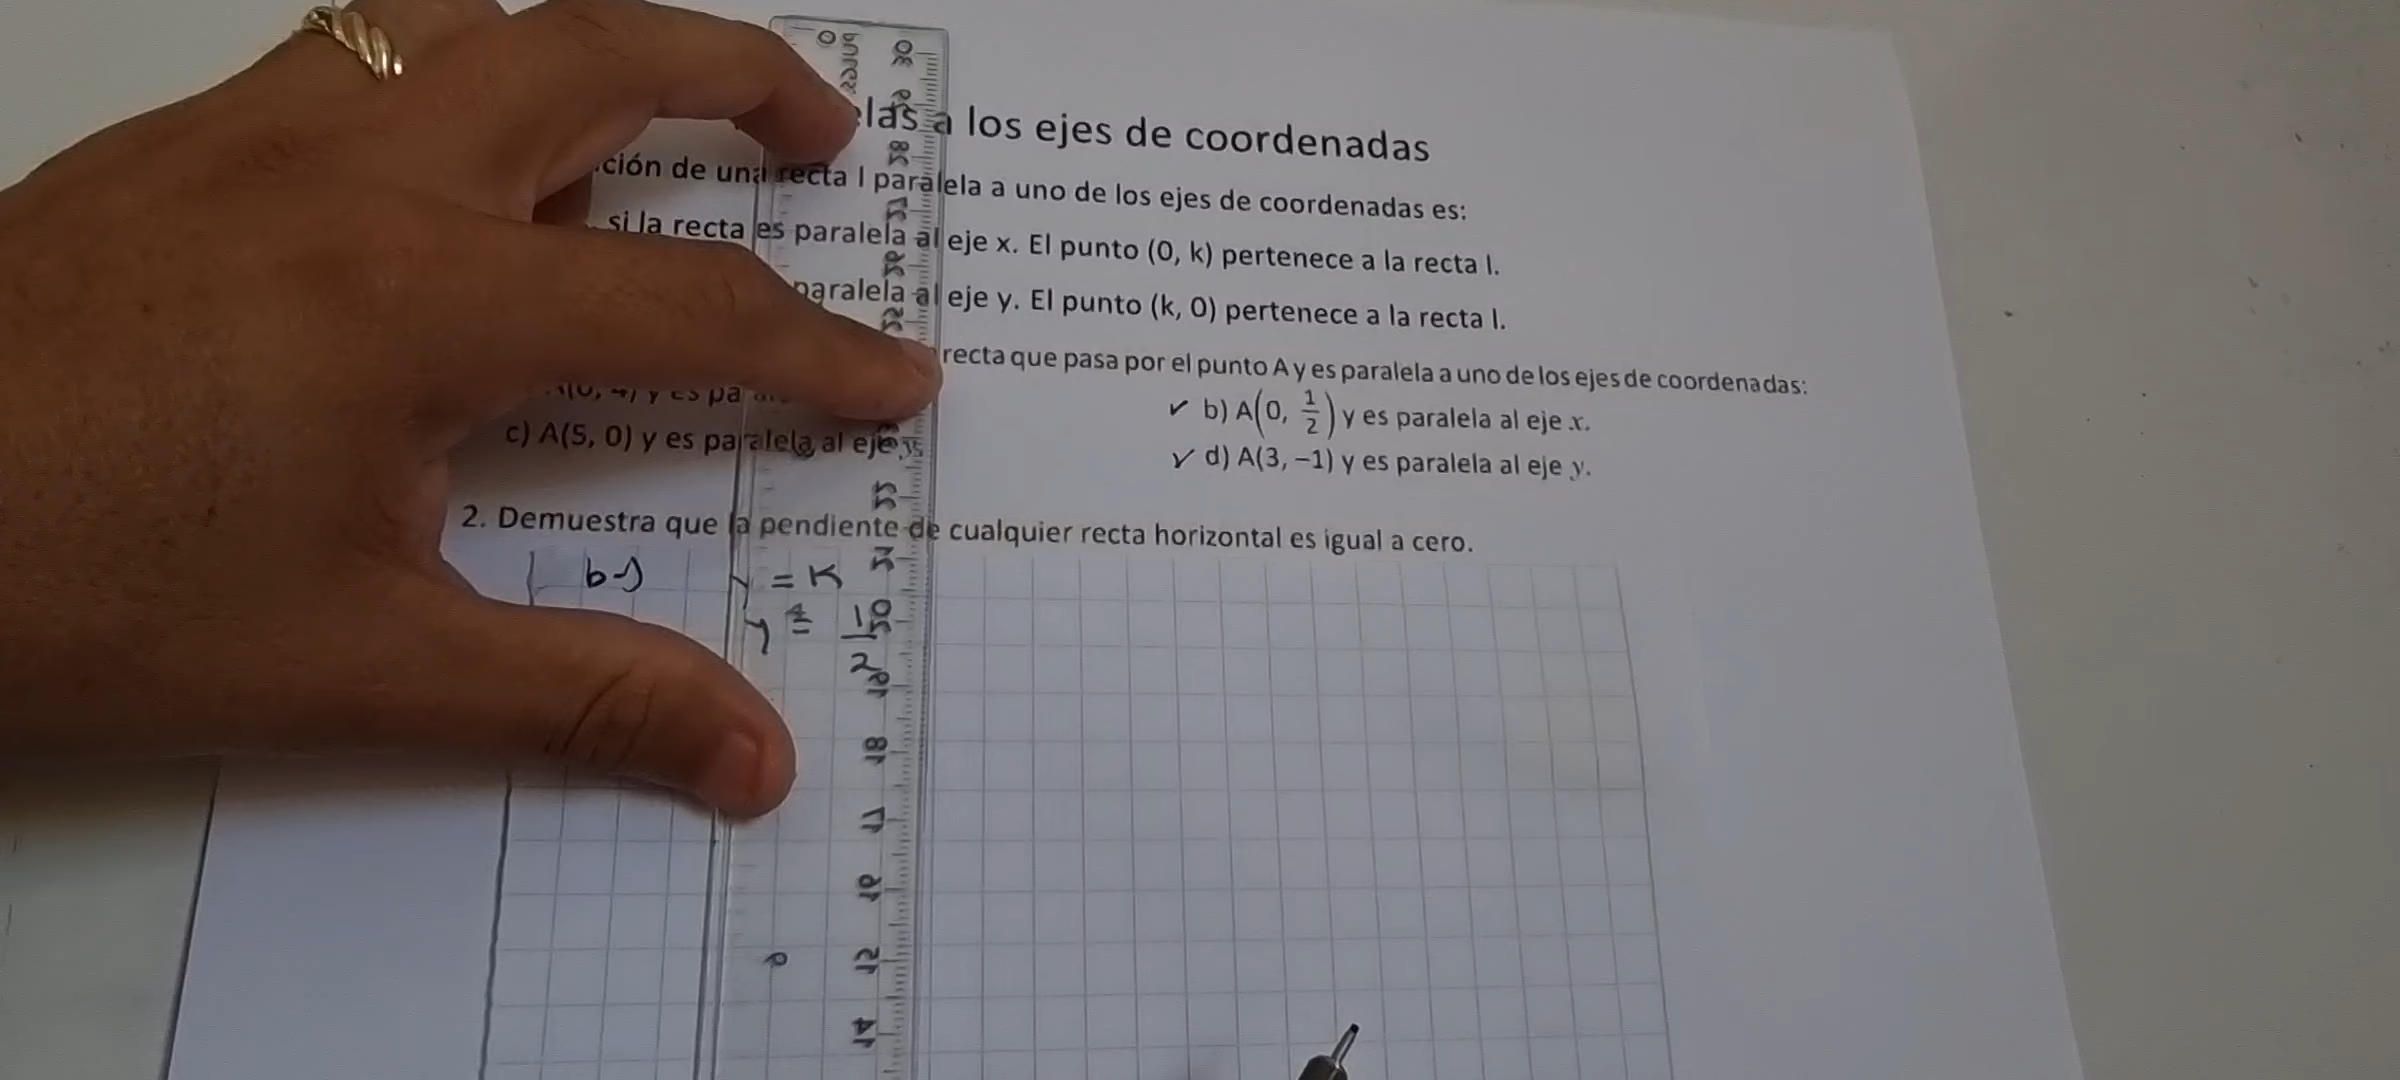 a los ejes de coordenadas
de una recta l paralela a uno de los ejes de coordenadas es:
si la recta es paralela al eje x. El punto (0, k) pertenece a la recta l.
paralela al eje y. El punto (k, 0) pertenece a la recta l.
recta que pasa por el punto A y es paralela a uno de los ejes de coordenadas:
b) A(0, 1/2) y es paralela al eje x.
c) A(5, 0) y es paralela al eje
d) A(3, −1) y es paralela al eje y.
2. Demuestra que la pendiente de cualquier recta horizontal es igual a cero.
b-) y = K
y = 1/2